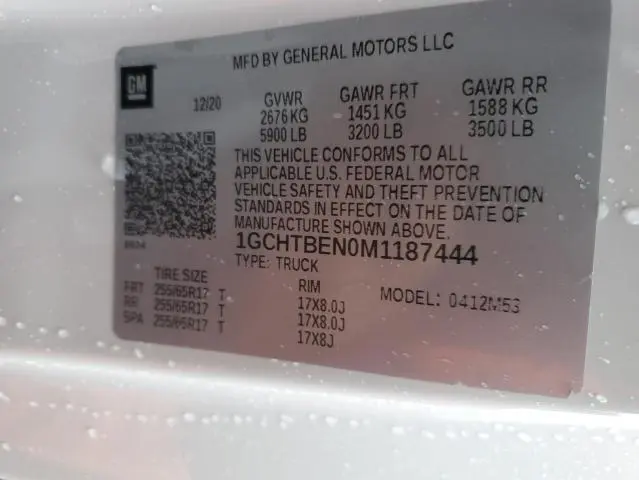 MFD BY GENERAL MOTORS LLC
GM
12/20 GVWR GAWR FRT GAWR RR
2676 KG 1451 KG 1588 KG
5900 LB 3200 LB 3500 LB
THIS VEHICLE CONFORMS TO ALL
APPLICABLE U.S. FEDERAL MOTOR
VEHICLE SAFETY AND THEFT PREVENTION
STANDARDS IN EFFECT ON THE DATE OF
MANUFACTURE SHOWN ABOVE.
1GCHTBEN0M1187444
TYPE: TRUCK
TIRE SIZE RIM MODEL: 0412M53
FRT 255/65R17 T 17X8.0J
RR 255/65R17 T 17X8.0J
SPA 255/65R17 T 17X8J